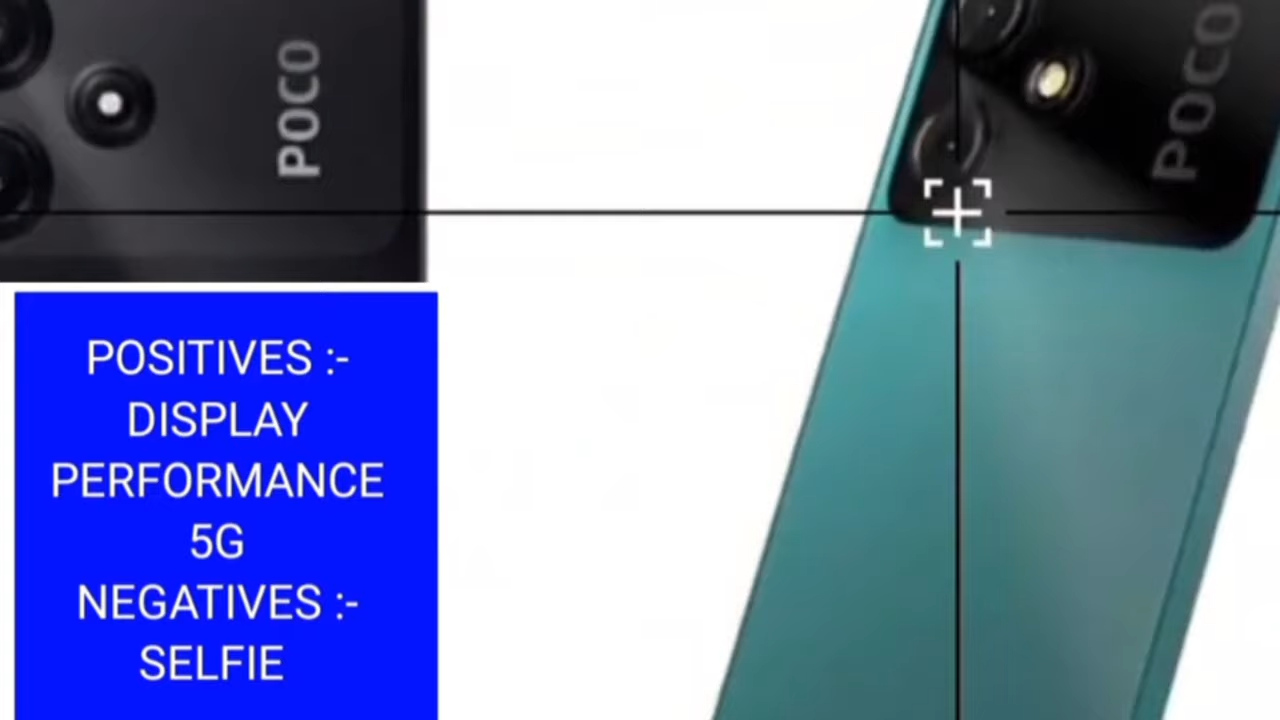 POCO
POCO
POSITIVES :-
DISPLAY
PERFORMANCE
5G
NEGATIVES :-
SELFIE